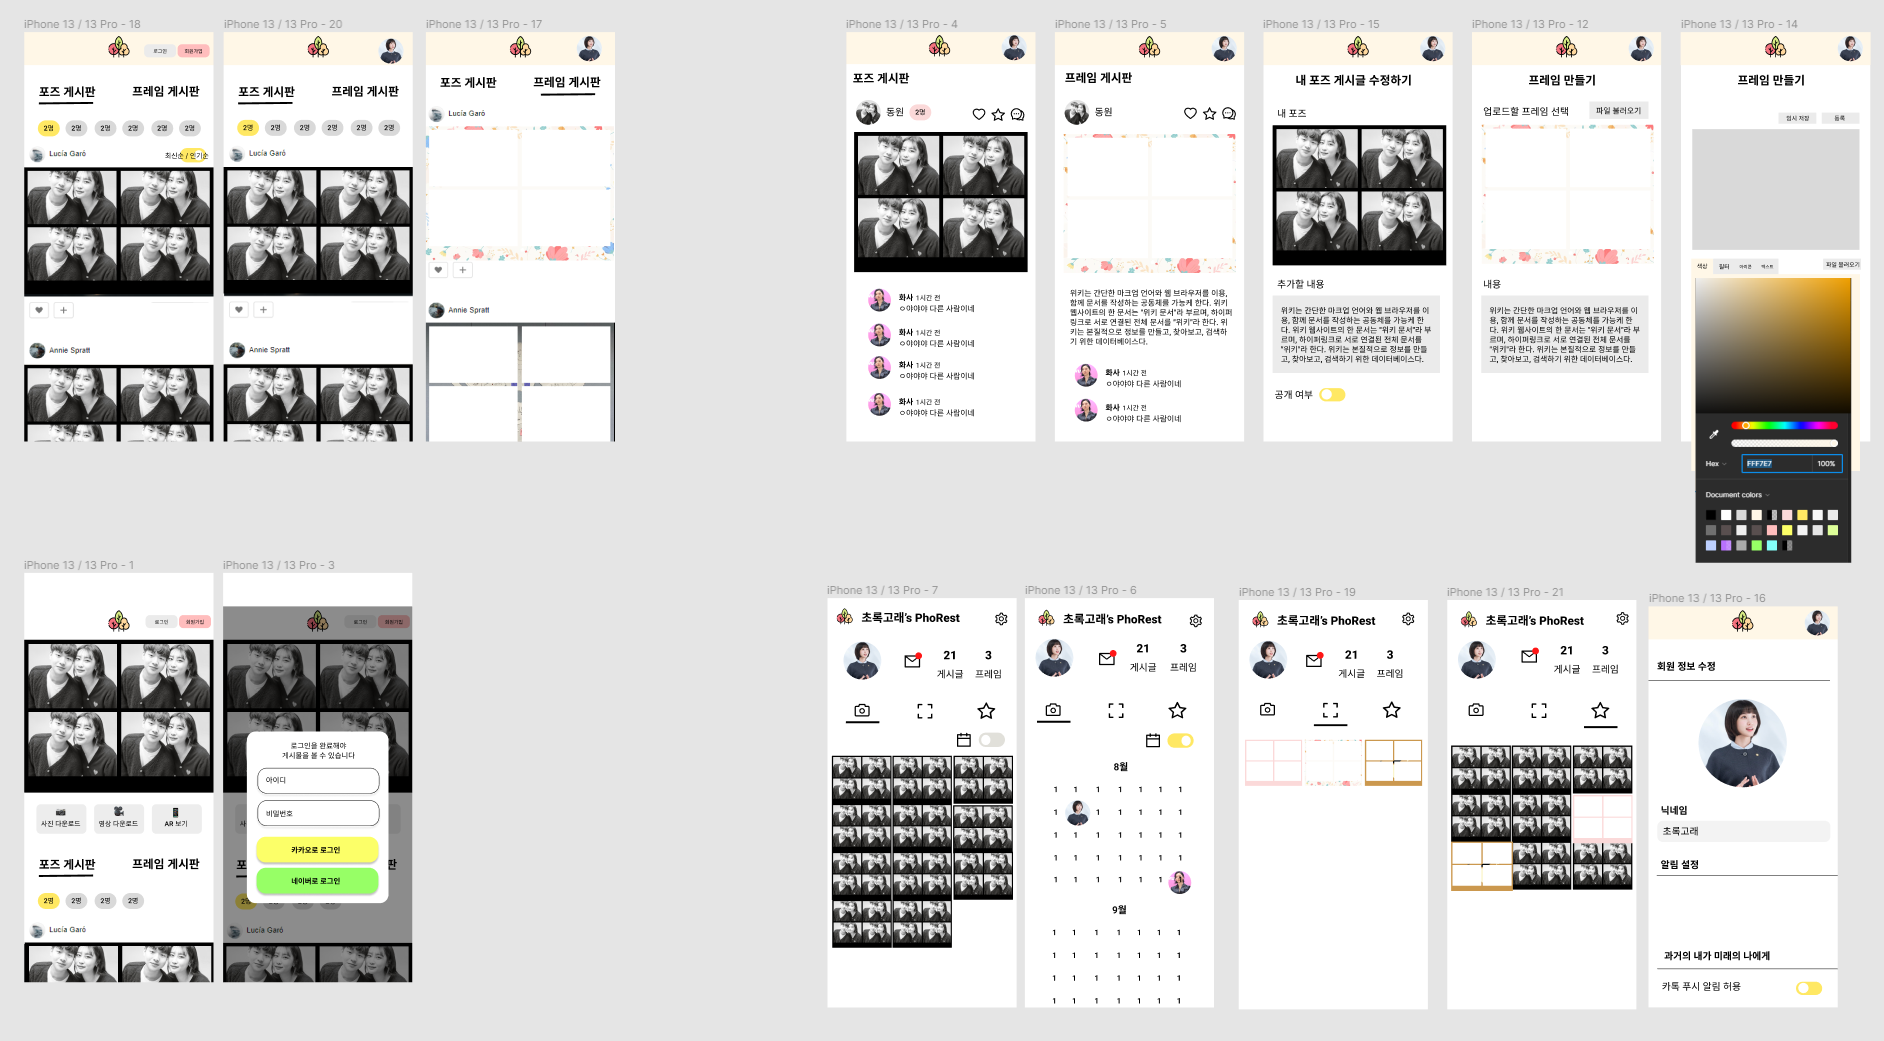 iPhone 13 / 13 Pro - 18
로그인
회원가입
포즈 게시판
프레임 게시판
2명
2명
2명
2명
2명
2명
Lucía Garó
최신순 / 인기순
Annie Spratt
iPhone 13 / 13 Pro - 20
포즈 게시판
프레임 게시판
2명
2명
2명
2명
2명
2명
Lucía Garó
Annie Spratt
iPhone 13 / 13 Pro - 17
포즈 게시판
프레임 게시판
Lucía Garó
Annie Spratt
iPhone 13 / 13 Pro - 4
포즈 게시판
동원
2명
화사 1시간 전
ㅇ야야야 다른 사람이네
화사 1시간 전
ㅇ야야야 다른 사람이네
화사 1시간 전
ㅇ야야야 다른 사람이네
화사 1시간 전
ㅇ야야야 다른 사람이네
iPhone 13 / 13 Pro - 5
프레임 게시판
동원
위키는 간단한 마크업 언어와 웹 브라우저를 이용,
함께 문서를 작성하는 공동체를 가능케 한다. 위키
웹사이트의 한 문서는 "위키 문서"라 부르며, 하이퍼
링크로 서로 연결된 전체 문서를 "위키"라 한다. 위
키는 본질적으로 정보를 만들고, 찾아보고, 검색하
기 위한 데이터베이스다.
화사 1시간 전
ㅇ야야야 다른 사람이네
화사 1시간 전
ㅇ야야야 다른 사람이네
iPhone 13 / 13 Pro - 15
내 포즈 게시글 수정하기
내 포즈
추가할 내용
위키는 간단한 마크업 언어와 웹 브라우저를 이
용, 함께 문서를 작성하는 공동체를 가능케 한
다. 위키 웹사이트의 한 문서는 "위키 문서"라 부
르며, 하이퍼링크로 서로 연결된 전체 문서를
"위키"라 한다. 위키는 본질적으로 정보를 만들
고, 찾아보고, 검색하기 위한 데이터베이스다.
공개 여부
iPhone 13 / 13 Pro - 12
프레임 만들기
업로드할 프레임 선택
파일 불러오기
내용
위키는 간단한 마크업 언어와 웹 브라우저를 이
용, 함께 문서를 작성하는 공동체를 가능케 한
다. 위키 웹사이트의 한 문서는 "위키 문서"라 부
르며, 하이퍼링크로 서로 연결된 전체 문서를
"위키"라 한다. 위키는 본질적으로 정보를 만들
고, 찾아보고, 검색하기 위한 데이터베이스다.
iPhone 13 / 13 Pro - 14
프레임 만들기
임시 저장
등록
색상
필터
아이콘
텍스트
파일 불러오기
Hex
FFF7E7
100%
Document colors
iPhone 13 / 13 Pro - 1
로그인
회원가입
사진 다운로드
영상 다운로드
AR 보기
포즈 게시판
프레임 게시판
2명
2명
2명
2명
Lucía Garó
iPhone 13 / 13 Pro - 3
로그인
회원가입
로그인을 완료해야
게시물을 볼 수 있습니다
아이디
비밀번호
카카오로 로그인
네이버로 로그인
Lucía Garó
iPhone 13 / 13 Pro - 7
초록고래's PhoRest
21
3
게시글
프레임
iPhone 13 / 13 Pro - 6
초록고래's PhoRest
21
3
게시글
프레임
8월
1 1 1 1 1 1 1
1 1 1 1 1 1
1 1 1 1 1 1 1
1 1 1 1 1 1 1
1 1 1 1 1 1
9월
1 1 1 1 1 1 1
1 1 1 1 1 1 1
1 1 1 1 1 1 1
1 1 1 1 1 1 1
iPhone 13 / 13 Pro - 19
초록고래's PhoRest
21
3
게시글
프레임
iPhone 13 / 13 Pro - 21
초록고래's PhoRest
21
3
게시글
프레임
iPhone 13 / 13 Pro - 16
회원 정보 수정
닉네임
초록고래
알림 설정
과거의 내가 미래의 나에게
카톡 푸시 알림 허용